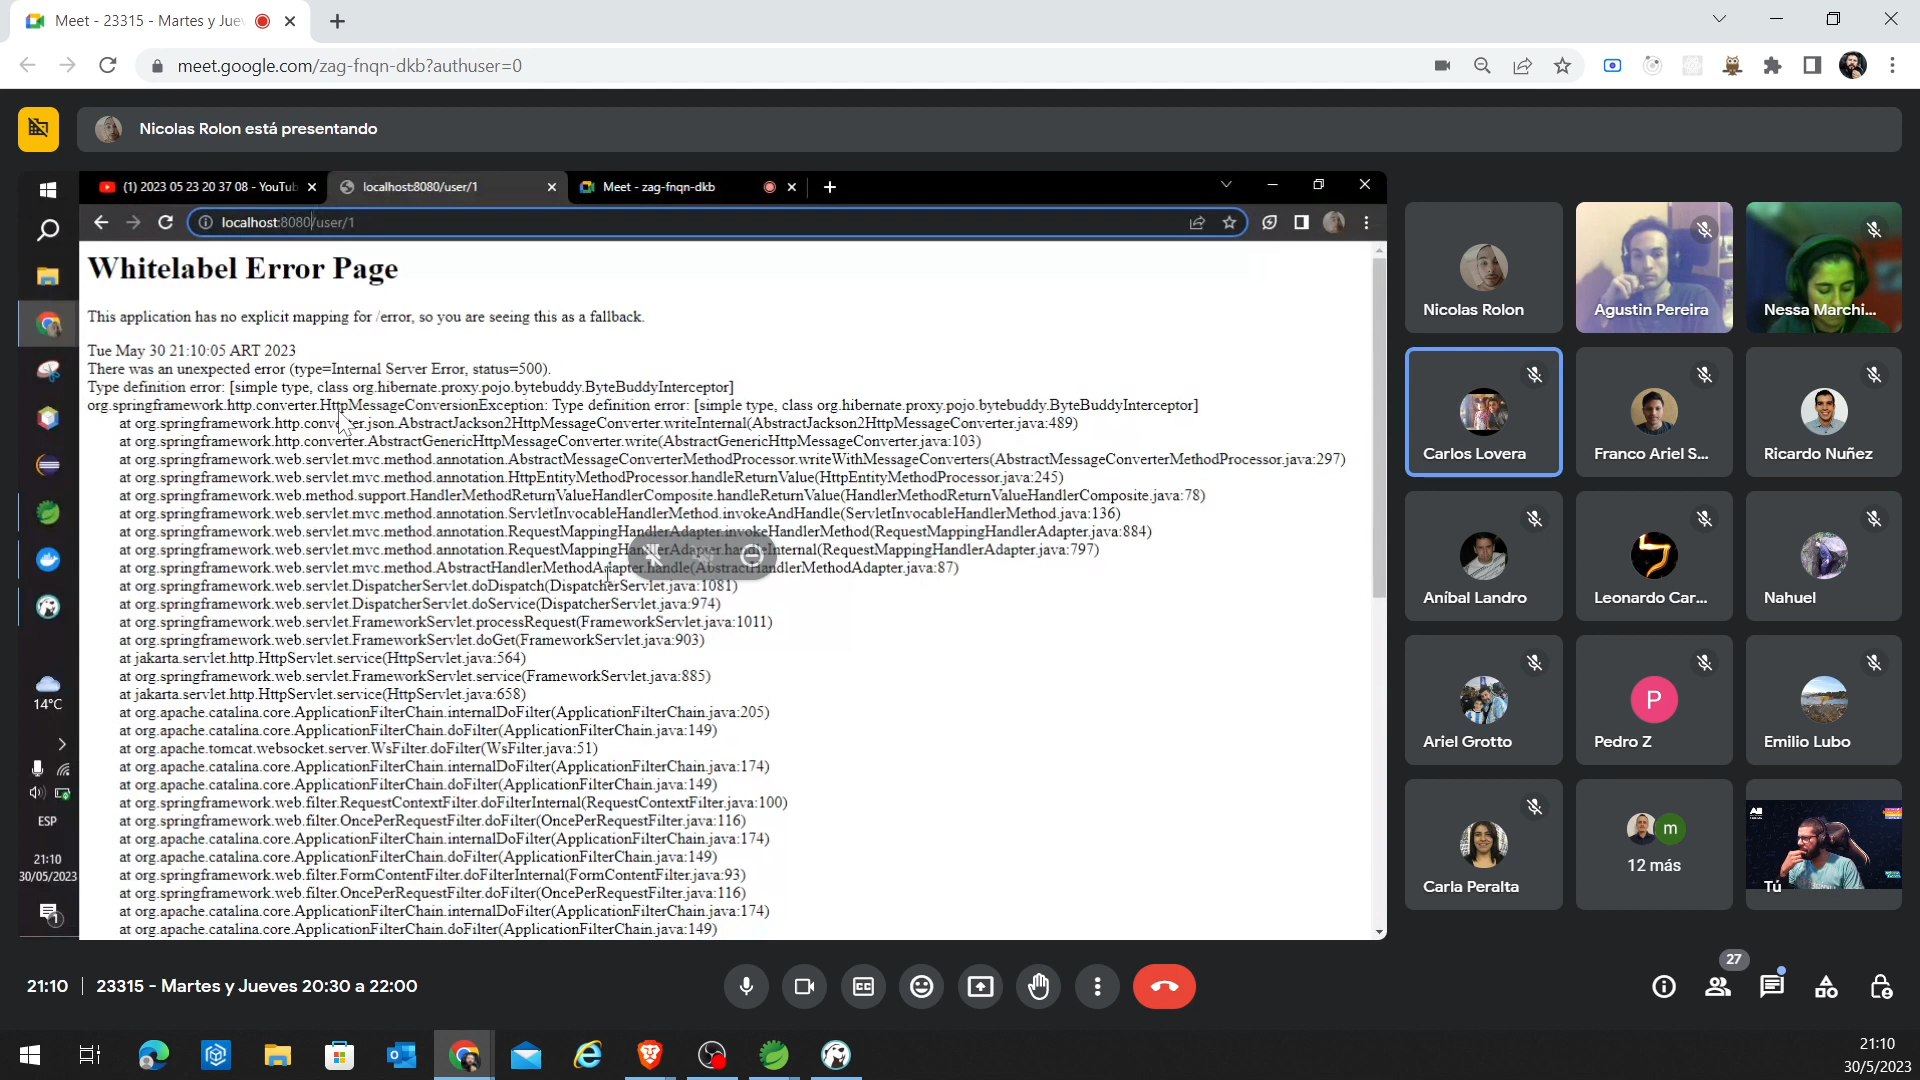 Meet - 23315 - Martes y Jue
meet.google.com/zag-fnqn-dkb?authuser=0
Nicolas Rolon está presentando
(1) 2023 05 23 20 37 08 - YouTub
localhost:8080/user/1
Meet - zag-fnqn-dkb
localhost:8080/user/1
Whitelabel Error Page
This application has no explicit mapping for /error, so you are seeing this as a fallback.
Tue May 30 21:10:05 ART 2023
There was an unexpected error (type=Internal Server Error, status=500).
Type definition error: [simple type, class org.hibernate.proxy.pojo.bytebuddy.ByteBuddyInterceptor]
org.springframework.http.converter.HttpMessageConversionException: Type definition error: [simple type, class org.hibernate.proxy.pojo.bytebuddy.ByteBuddyInterceptor]
at org.springframework.http.converter.json.AbstractJackson2HttpMessageConverter.writeInternal(AbstractJackson2HttpMessageConverter.java:489)
at org.springframework.http.converter.AbstractGenericHttpMessageConverter.write(AbstractGenericHttpMessageConverter.java:103)
at org.springframework.web.servlet.mvc.method.annotation.AbstractMessageConverterMethodProcessor.writeWithMessageConverters(AbstractMessageConverterMethodProcessor.java:297)
at org.springframework.web.servlet.mvc.method.annotation.HttpEntityMethodProcessor.handleReturnValue(HttpEntityMethodProcessor.java:245)
at org.springframework.web.method.support.HandlerMethodReturnValueHandlerComposite.handleReturnValue(HandlerMethodReturnValueHandlerComposite.java:78)
at org.springframework.web.servlet.mvc.method.annotation.ServletInvocableHandlerMethod.invokeAndHandle(ServletInvocableHandlerMethod.java:136)
at org.springframework.web.servlet.mvc.method.annotation.RequestMappingHandlerAdapter.invokeHandlerMethod(RequestMappingHandlerAdapter.java:884)
at org.springframework.web.servlet.mvc.method.annotation.RequestMappingHandlerAdapter.handleInternal(RequestMappingHandlerAdapter.java:797)
at org.springframework.web.servlet.mvc.method.AbstractHandlerMethodAdapter.handle(AbstractHandlerMethodAdapter.java:87)
at org.springframework.web.servlet.DispatcherServlet.doDispatch(DispatcherServlet.java:1081)
at org.springframework.web.servlet.DispatcherServlet.doService(DispatcherServlet.java:974)
at org.springframework.web.servlet.FrameworkServlet.processRequest(FrameworkServlet.java:1011)
at org.springframework.web.servlet.FrameworkServlet.doGet(FrameworkServlet.java:903)
at jakarta.servlet.http.HttpServlet.service(HttpServlet.java:564)
at org.springframework.web.servlet.FrameworkServlet.service(FrameworkServlet.java:885)
at jakarta.servlet.http.HttpServlet.service(HttpServlet.java:658)
at org.apache.catalina.core.ApplicationFilterChain.internalDoFilter(ApplicationFilterChain.java:205)
at org.apache.catalina.core.ApplicationFilterChain.doFilter(ApplicationFilterChain.java:149)
at org.apache.tomcat.websocket.server.WsFilter.doFilter(WsFilter.java:51)
at org.apache.catalina.core.ApplicationFilterChain.internalDoFilter(ApplicationFilterChain.java:174)
at org.apache.catalina.core.ApplicationFilterChain.doFilter(ApplicationFilterChain.java:149)
at org.springframework.web.filter.RequestContextFilter.doFilterInternal(RequestContextFilter.java:100)
at org.springframework.web.filter.OncePerRequestFilter.doFilter(OncePerRequestFilter.java:116)
at org.apache.catalina.core.ApplicationFilterChain.internalDoFilter(ApplicationFilterChain.java:174)
at org.apache.catalina.core.ApplicationFilterChain.doFilter(ApplicationFilterChain.java:149)
at org.springframework.web.filter.FormContentFilter.doFilterInternal(FormContentFilter.java:93)
at org.springframework.web.filter.OncePerRequestFilter.doFilter(OncePerRequestFilter.java:116)
at org.apache.catalina.core.ApplicationFilterChain.internalDoFilter(ApplicationFilterChain.java:174)
at org.apache.catalina.core.ApplicationFilterChain.doFilter(ApplicationFilterChain.java:149)
14°C
ESP
21:10
30/05/2023
1
Nicolas Rolon
Agustin Pereira
Nessa Marchi...
Carlos Lovera
Franco Ariel S...
Ricardo Nuñez
Aníbal Landro
Leonardo Car...
Nahuel
Ariel Grotto
P
Pedro Z
Emilio Lubo
Carla Peralta
m
12 más
Tú
21:10 | 23315 - Martes y Jueves 20:30 a 22:00
27
21:10
30/5/2023